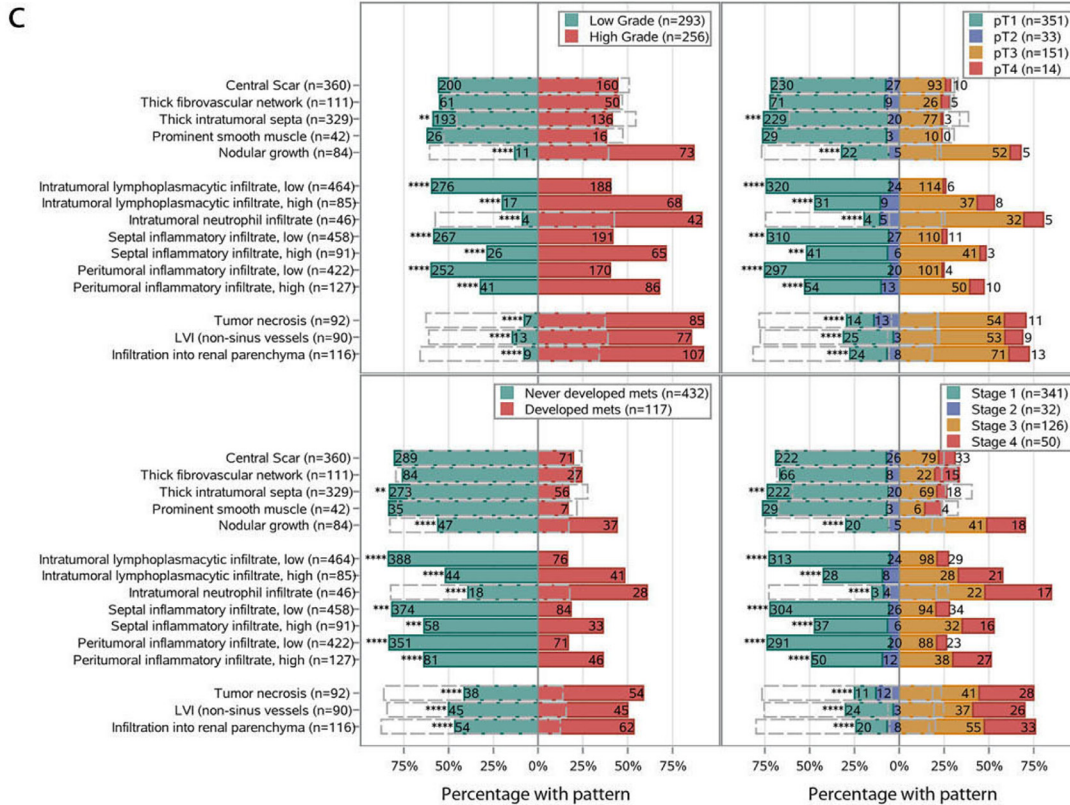 C
Low Grade (n=293)
High Grade (n=256)
pT1 (n=351)
pT2 (n=33)
pT3 (n=151)
pT4 (n=14)
Central Scar (n=360) 200 160 230 27 93 10
Thick fibrovascular network (n=111) 61 50 71 9 26 5
Thick intratumoral septa (n=329) ** 193 136 *** 229 20 77 3
Prominent smooth muscle (n=42) 26 16 29 3 10 0
Nodular growth (n=84) **** 11 73 **** 22 5 52 5
Intratumoral lymphoplasmacytic infiltrate, low (n=464) **** 276 188 **** 320 24 114 6
Intratumoral lymphoplasmacytic infiltrate, high (n=85) **** 17 68 **** 31 9 37 8
Intratumoral neutrophil infiltrate (n=46) **** 4 42 **** 4 5 32 5
Septal inflammatory infiltrate, low (n=458) **** 267 191 *** 310 27 110 11
Septal inflammatory infiltrate, high (n=91) **** 26 65 *** 41 6 41 3
Peritumoral inflammatory infiltrate, low (n=422) **** 252 170 **** 297 20 101 4
Peritumoral inflammatory infiltrate, high (n=127) **** 41 86 **** 54 13 50 10
Tumor necrosis (n=92) **** 7 85 **** 14 13 54 11
LVI (non-sinus vessels) (n=90) **** 13 77 **** 25 3 53 9
Infiltration into renal parenchyma (n=116) **** 9 107 **** 24 8 71 13
Never developed mets (n=432)
Developed mets (n=117)
Stage 1 (n=341)
Stage 2 (n=32)
Stage 3 (n=126)
Stage 4 (n=50)
Central Scar (n=360) 289 71 222 26 79 33
Thick fibrovascular network (n=111) 84 27 66 8 22 15
Thick intratumoral septa (n=329) ** 273 56 *** 222 20 69 18
Prominent smooth muscle (n=42) 35 7 29 3 6 4
Nodular growth (n=84) **** 47 37 **** 20 5 41 18
Intratumoral lymphoplasmacytic infiltrate, low (n=464) **** 388 76 **** 313 24 98 29
Intratumoral lymphoplasmacytic infiltrate, high (n=85) **** 44 41 **** 28 8 28 21
Intratumoral neutrophil infiltrate (n=46) **** 18 28 **** 3 4 22 17
Septal inflammatory infiltrate, low (n=458) *** 374 84 **** 304 26 94 34
Septal inflammatory infiltrate, high (n=91) *** 58 33 **** 37 6 32 16
Peritumoral inflammatory infiltrate, low (n=422) **** 351 71 **** 291 20 88 23
Peritumoral inflammatory infiltrate, high (n=127) **** 81 46 **** 50 12 38 27
Tumor necrosis (n=92) **** 38 54 **** 11 12 41 28
LVI (non-sinus vessels) (n=90) **** 45 45 **** 24 3 37 26
Infiltration into renal parenchyma (n=116) **** 54 62 **** 20 8 55 33
75% 50% 25% 0% 25% 50% 75% 75% 50% 25% 0% 25% 50% 75%
Percentage with pattern Percentage with pattern